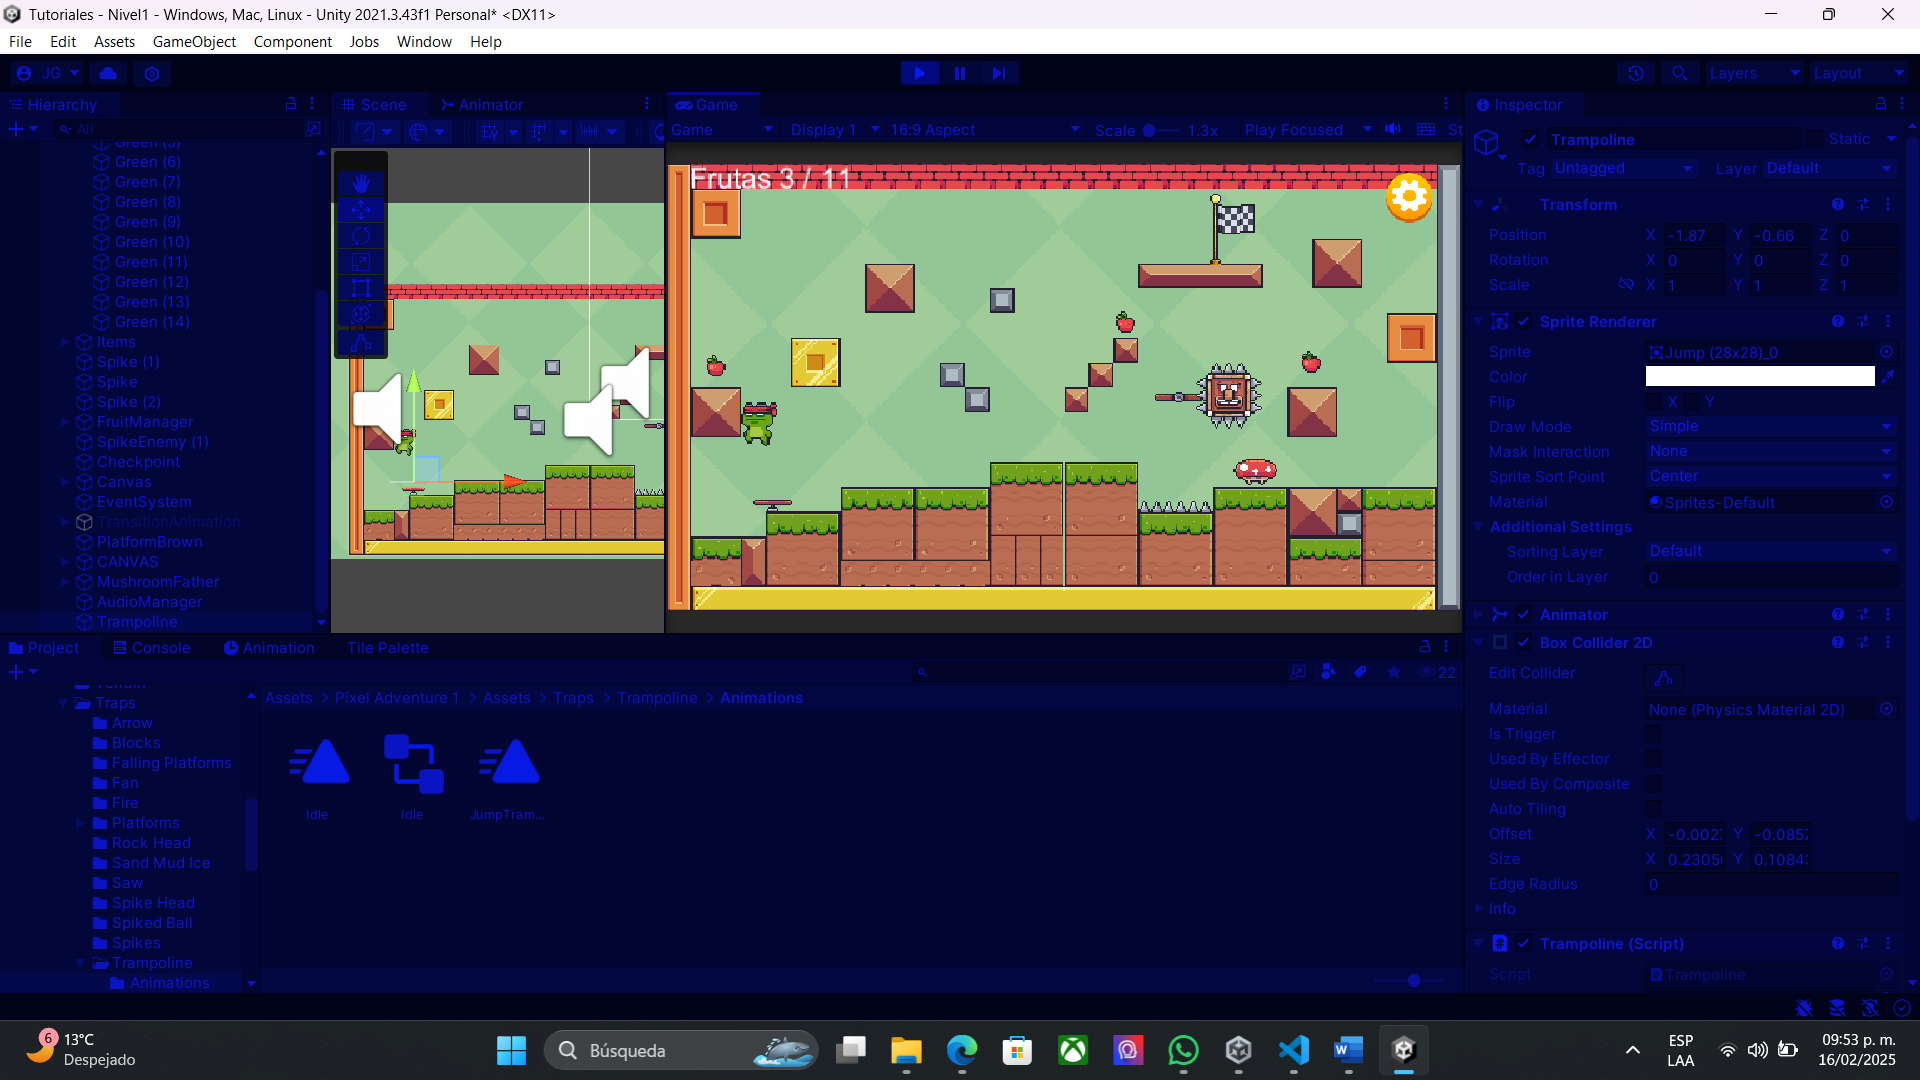 Tutoriales - Nivel1 - Windows, Mac, Linux - Unity 2021.3.43f1 Personal* <DX11>
File Edit Assets GameObject Component Jobs Window Help
JG
Layers Layout
Hierarchy
All
Green (5)
Green (6)
Green (7)
Green (8)
Green (9)
Green (10)
Green (11)
Green (12)
Green (13)
Green (14)
Items
Spike (1)
Spike
Spike (2)
FruitManager
SpikeEnemy (1)
Checkpoint
Canvas
EventSystem
TransitionAnimation
PlatformBrown
CANVAS
MushroomFather
AudioManager
Trampoline
Scene Animator
Game
Game Display 1 16:9 Aspect Scale 1.3x Play Focused St
Frutas 3 / 11
Inspector
Trampoline Static
Tag Untagged Layer Default
Transform
Position X -1.87 Y -0.66 Z 0
Rotation X 0 Y 0 Z 0
Scale X 1 Y 1 Z 1
Sprite Renderer
Sprite Jump (28x28)_0
Color
Flip X Y
Draw Mode Simple
Mask Interaction None
Sprite Sort Point Center
Material Sprites-Default
Additional Settings
Sorting Layer Default
Order in Layer 0
Animator
Box Collider 2D
Edit Collider
Material None (Physics Material 2D)
Is Trigger
Used By Effector
Used By Composite
Auto Tiling
Offset X -0.002 Y -0.085
Size X 0.2305 Y 0.1084
Edge Radius 0
Info
Trampoline (Script)
Script Trampoline
Project Console Animation Tile Palette
22
Traps
Arrow
Blocks
Falling Platforms
Fan
Fire
Platforms
Rock Head
Sand Mud Ice
Saw
Spike Head
Spiked Ball
Spikes
Trampoline
Animations
Assets > Pixel Adventure 1 > Assets > Traps > Trampoline > Animations
Idle Idle JumpTram...
6
13°C
Despejado
Búsqueda
ESP
LAA
09:53 p. m.
16/02/2025